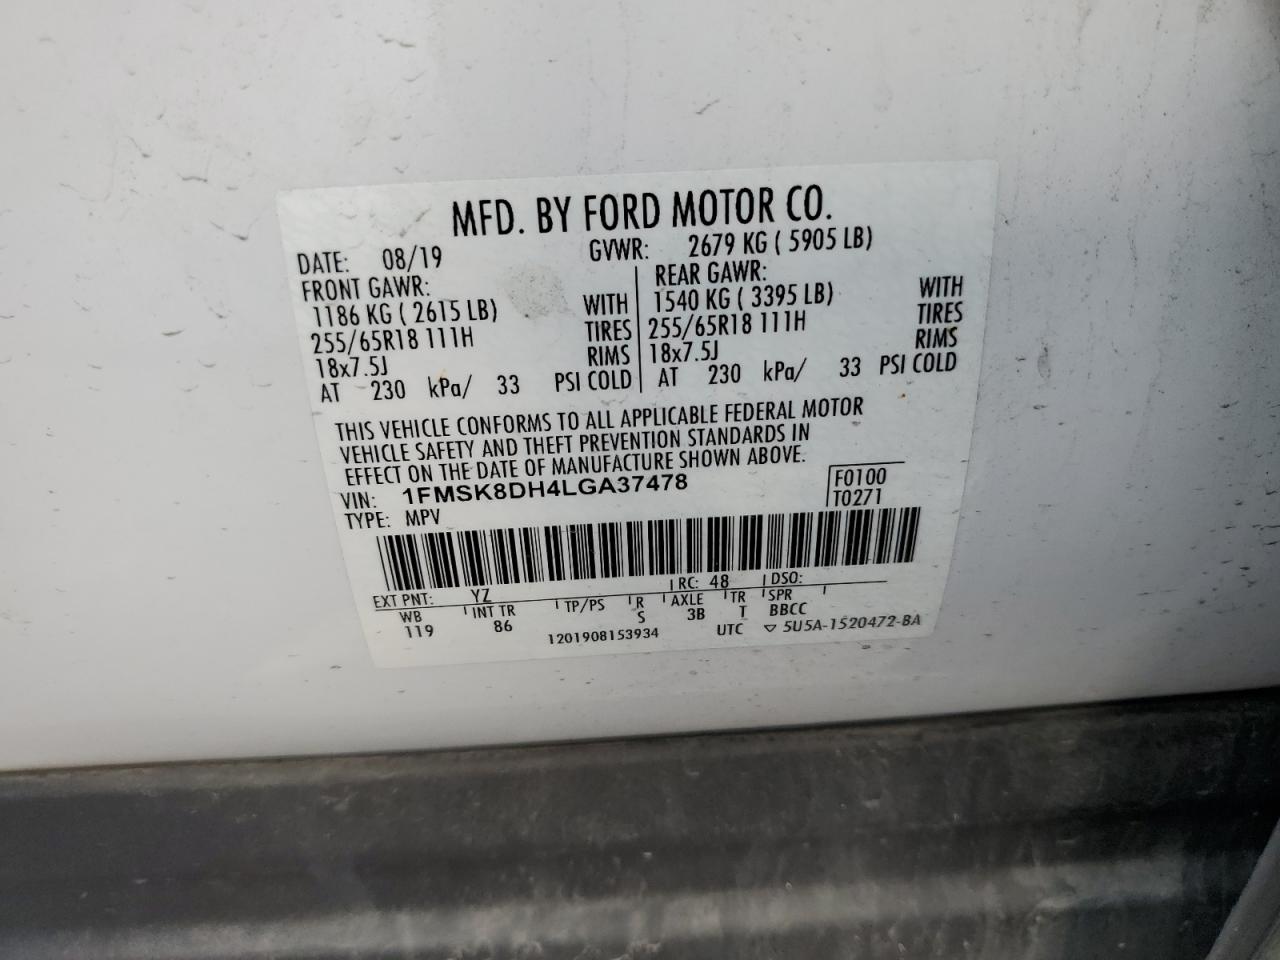 MFD. BY FORD MOTOR CO.
DATE: 08/19 GVWR: 2679 KG ( 5905 LB)
FRONT GAWR: REAR GAWR:
1186 KG ( 2615 LB) WITH 1540 KG ( 3395 LB) WITH
255/65R18 111H TIRES 255/65R18 111H TIRES
18x7.5J RIMS 18x7.5J RIMS
AT 230 kPa/ 33 PSI COLD AT 230 kPa/ 33 PSI COLD
THIS VEHICLE CONFORMS TO ALL APPLICABLE FEDERAL MOTOR
VEHICLE SAFETY AND THEFT PREVENTION STANDARDS IN
EFFECT ON THE DATE OF MANUFACTURE SHOWN ABOVE.
VIN: 1FMSK8DH4LGA37478 F0100
TYPE: MPV T0271
EXT PNT: YZ RC: 48 DSO:
WB INT TR TP/PS R AXLE TR SPR
119 86 S 3B T BBCC
1201908153934 UTC ▽ 5U5A-1520472-BA